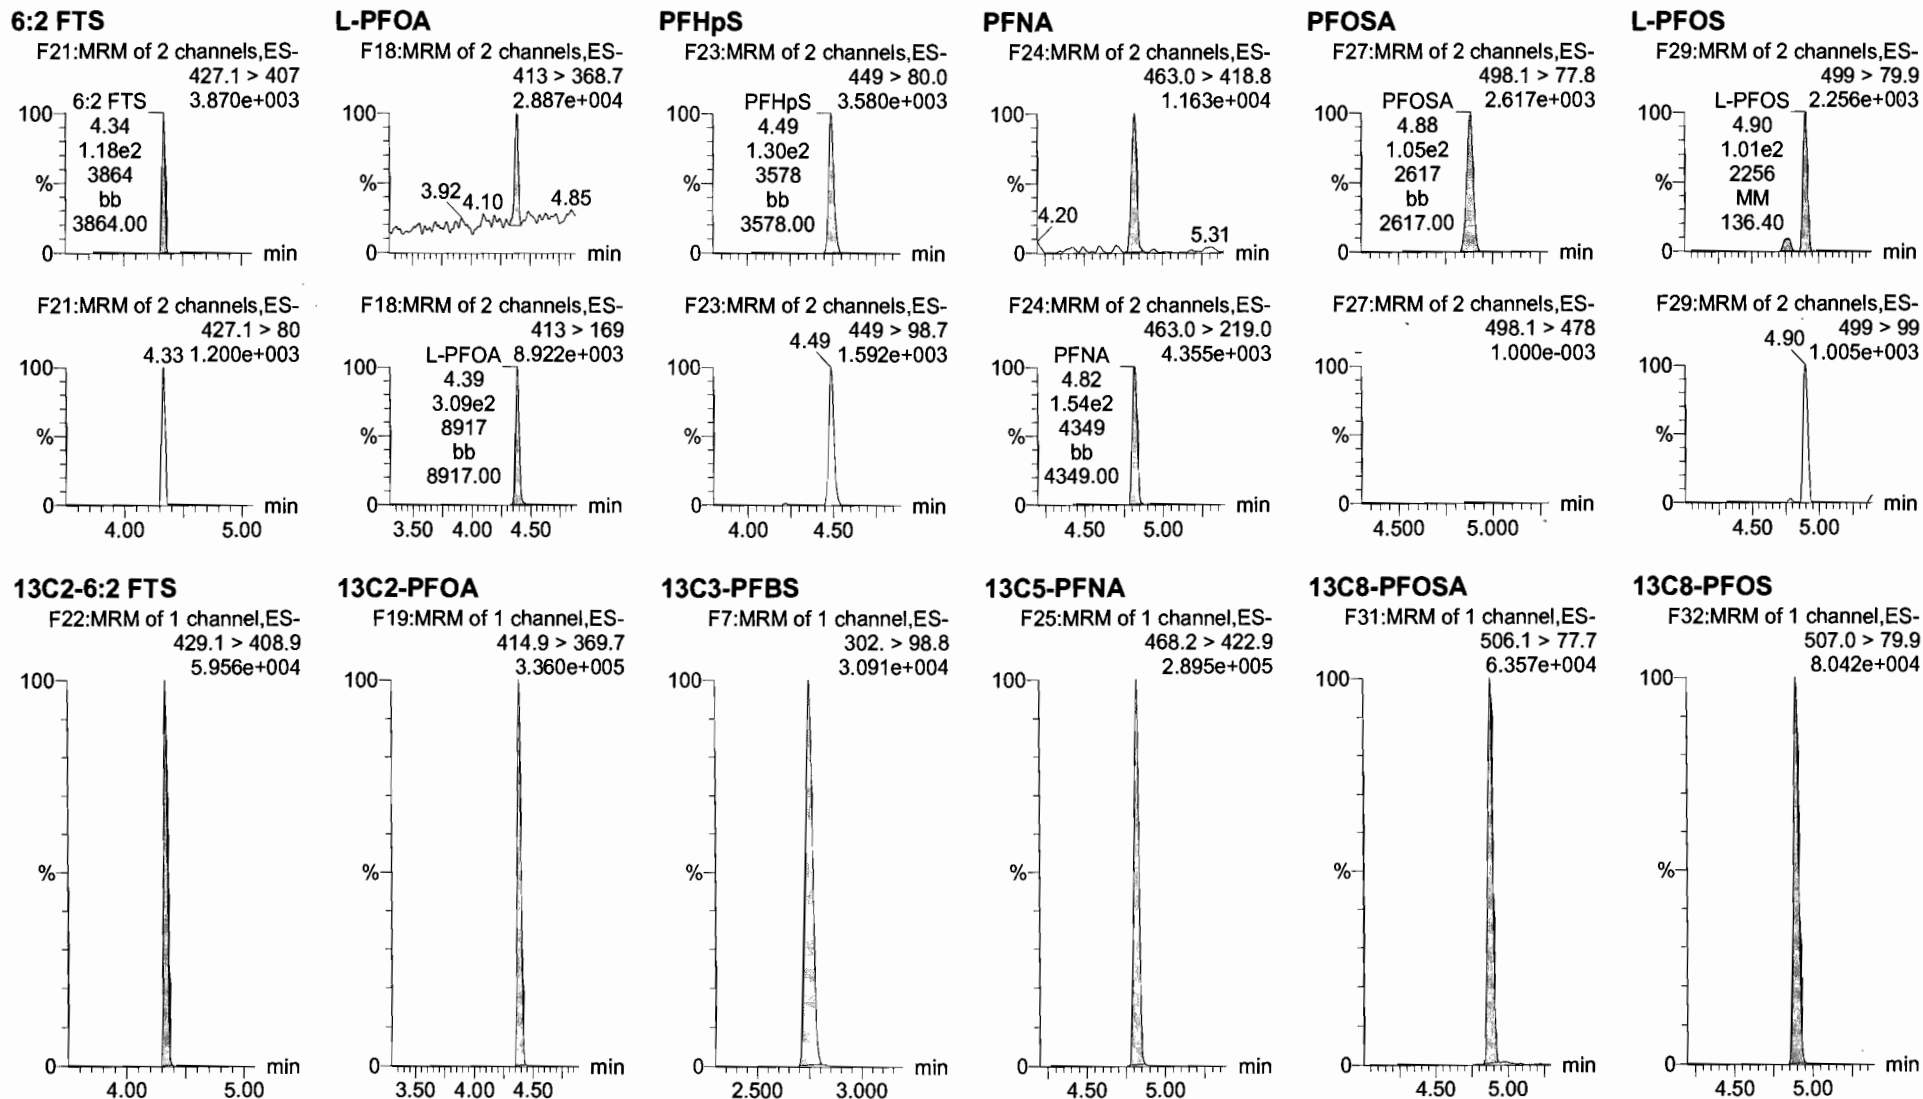 6:2 FTS
F21:MRM of 2 channels,ES-
427.1 > 407
3.870e+003
6:2 FTS
4.34
1.18e2
3864
bb
3864.00
100
%
0
min
F21:MRM of 2 channels,ES-
427.1 > 80
4.33 1.200e+003
100
%
0
min
4.00 5.00
L-PFOA
F18:MRM of 2 channels,ES-
413 > 368.7
2.887e+004
100
%
3.92 4.10 4.85
0
min
F18:MRM of 2 channels,ES-
413 > 169
L-PFOA 8.922e+003
4.39
3.09e2
8917
bb
8917.00
100
%
0
min
3.50 4.00 4.50
PFHpS
F23:MRM of 2 channels,ES-
449 > 80.0
PFHpS 3.580e+003
4.49
1.30e2
3578
bb
3578.00
100
%
0
min
F23:MRM of 2 channels,ES-
449 > 98.7
4.49 1.592e+003
100
%
0
min
4.00 4.50
PFNA
F24:MRM of 2 channels,ES-
463.0 > 418.8
1.163e+004
100
%
4.20
5.31
0
min
F24:MRM of 2 channels,ES-
463.0 > 219.0
PFNA 4.355e+003
4.82
1.54e2
4349
bb
4349.00
100
%
0
min
4.50 5.00
PFOSA
F27:MRM of 2 channels,ES-
498.1 > 77.8
PFOSA 2.617e+003
4.88
1.05e2
2617
bb
2617.00
100
%
0
min
F27:MRM of 2 channels,ES-
498.1 > 478
1.000e-003
100
%
0
min
4.500 5.000
L-PFOS
F29:MRM of 2 channels,ES-
499 > 79.9
L-PFOS 2.256e+003
4.90
1.01e2
2256
MM
136.40
100
%
0
min
F29:MRM of 2 channels,ES-
499 > 99
4.90 1.005e+003
100
%
0
min
4.50 5.00
13C2-6:2 FTS
F22:MRM of 1 channel,ES-
429.1 > 408.9
5.956e+004
100
%
0
min
4.00 5.00
13C2-PFOA
F19:MRM of 1 channel,ES-
414.9 > 369.7
3.360e+005
100
%
0
min
3.50 4.00 4.50
13C3-PFBS
F7:MRM of 1 channel,ES-
302. > 98.8
3.091e+004
100
%
0
min
2.500 3.000
13C5-PFNA
F25:MRM of 1 channel,ES-
468.2 > 422.9
2.895e+005
100
%
0
min
4.50 5.00
13C8-PFOSA
F31:MRM of 1 channel,ES-
506.1 > 77.7
6.357e+004
100
%
0
min
4.50 5.00
13C8-PFOS
F32:MRM of 1 channel,ES-
507.0 > 79.9
8.042e+004
100
%
0
min
4.50 5.00